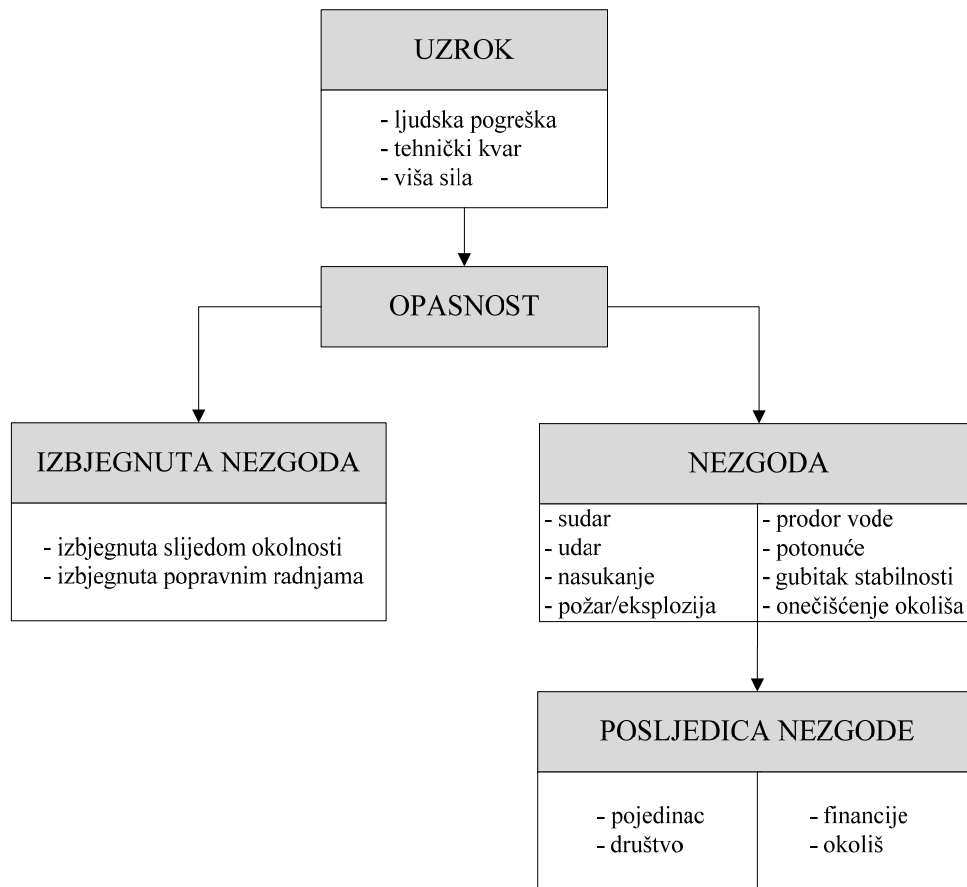 UZROK
- ljudska pogreška
- tehnički kvar
- viša sila
OPASNOST
IZBJEGNUTA NEZGODA
- izbjegnuta slijedom okolnosti
- izbjegnuta popravnim radnjama
NEZGODA
- sudar
- udar
- nasukanje
- požar/eksplozija
- prodor vode
- potonuće
- gubitak stabilnosti
- onečišćenje okoliša
POSLJEDICA NEZGODE
- pojedinac
- društvo
- financije
- okoliš